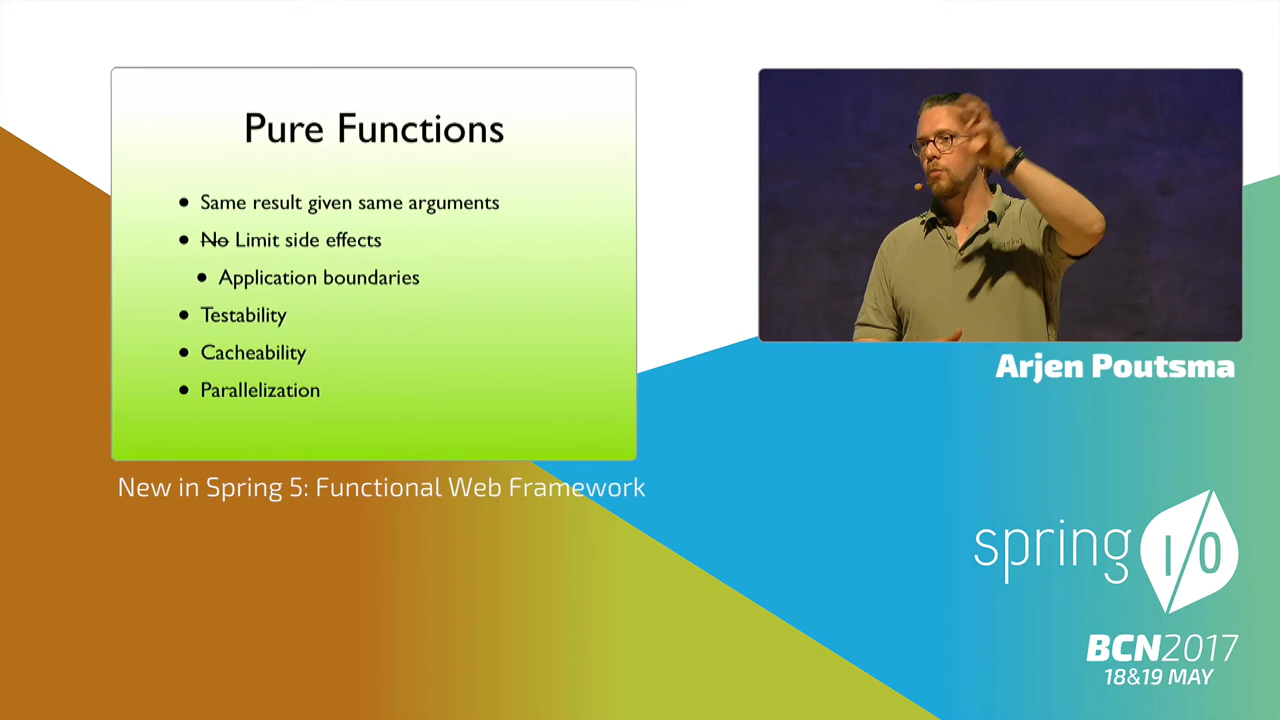 Pure Functions
• Same result given same arguments
• No Limit side effects
• Application boundaries
• Testability
• Cacheability
• Parallelization
Arjen Poutsma
New in Spring 5: Functional Web Framework
spring I/O
BCN2017
18&19 MAY